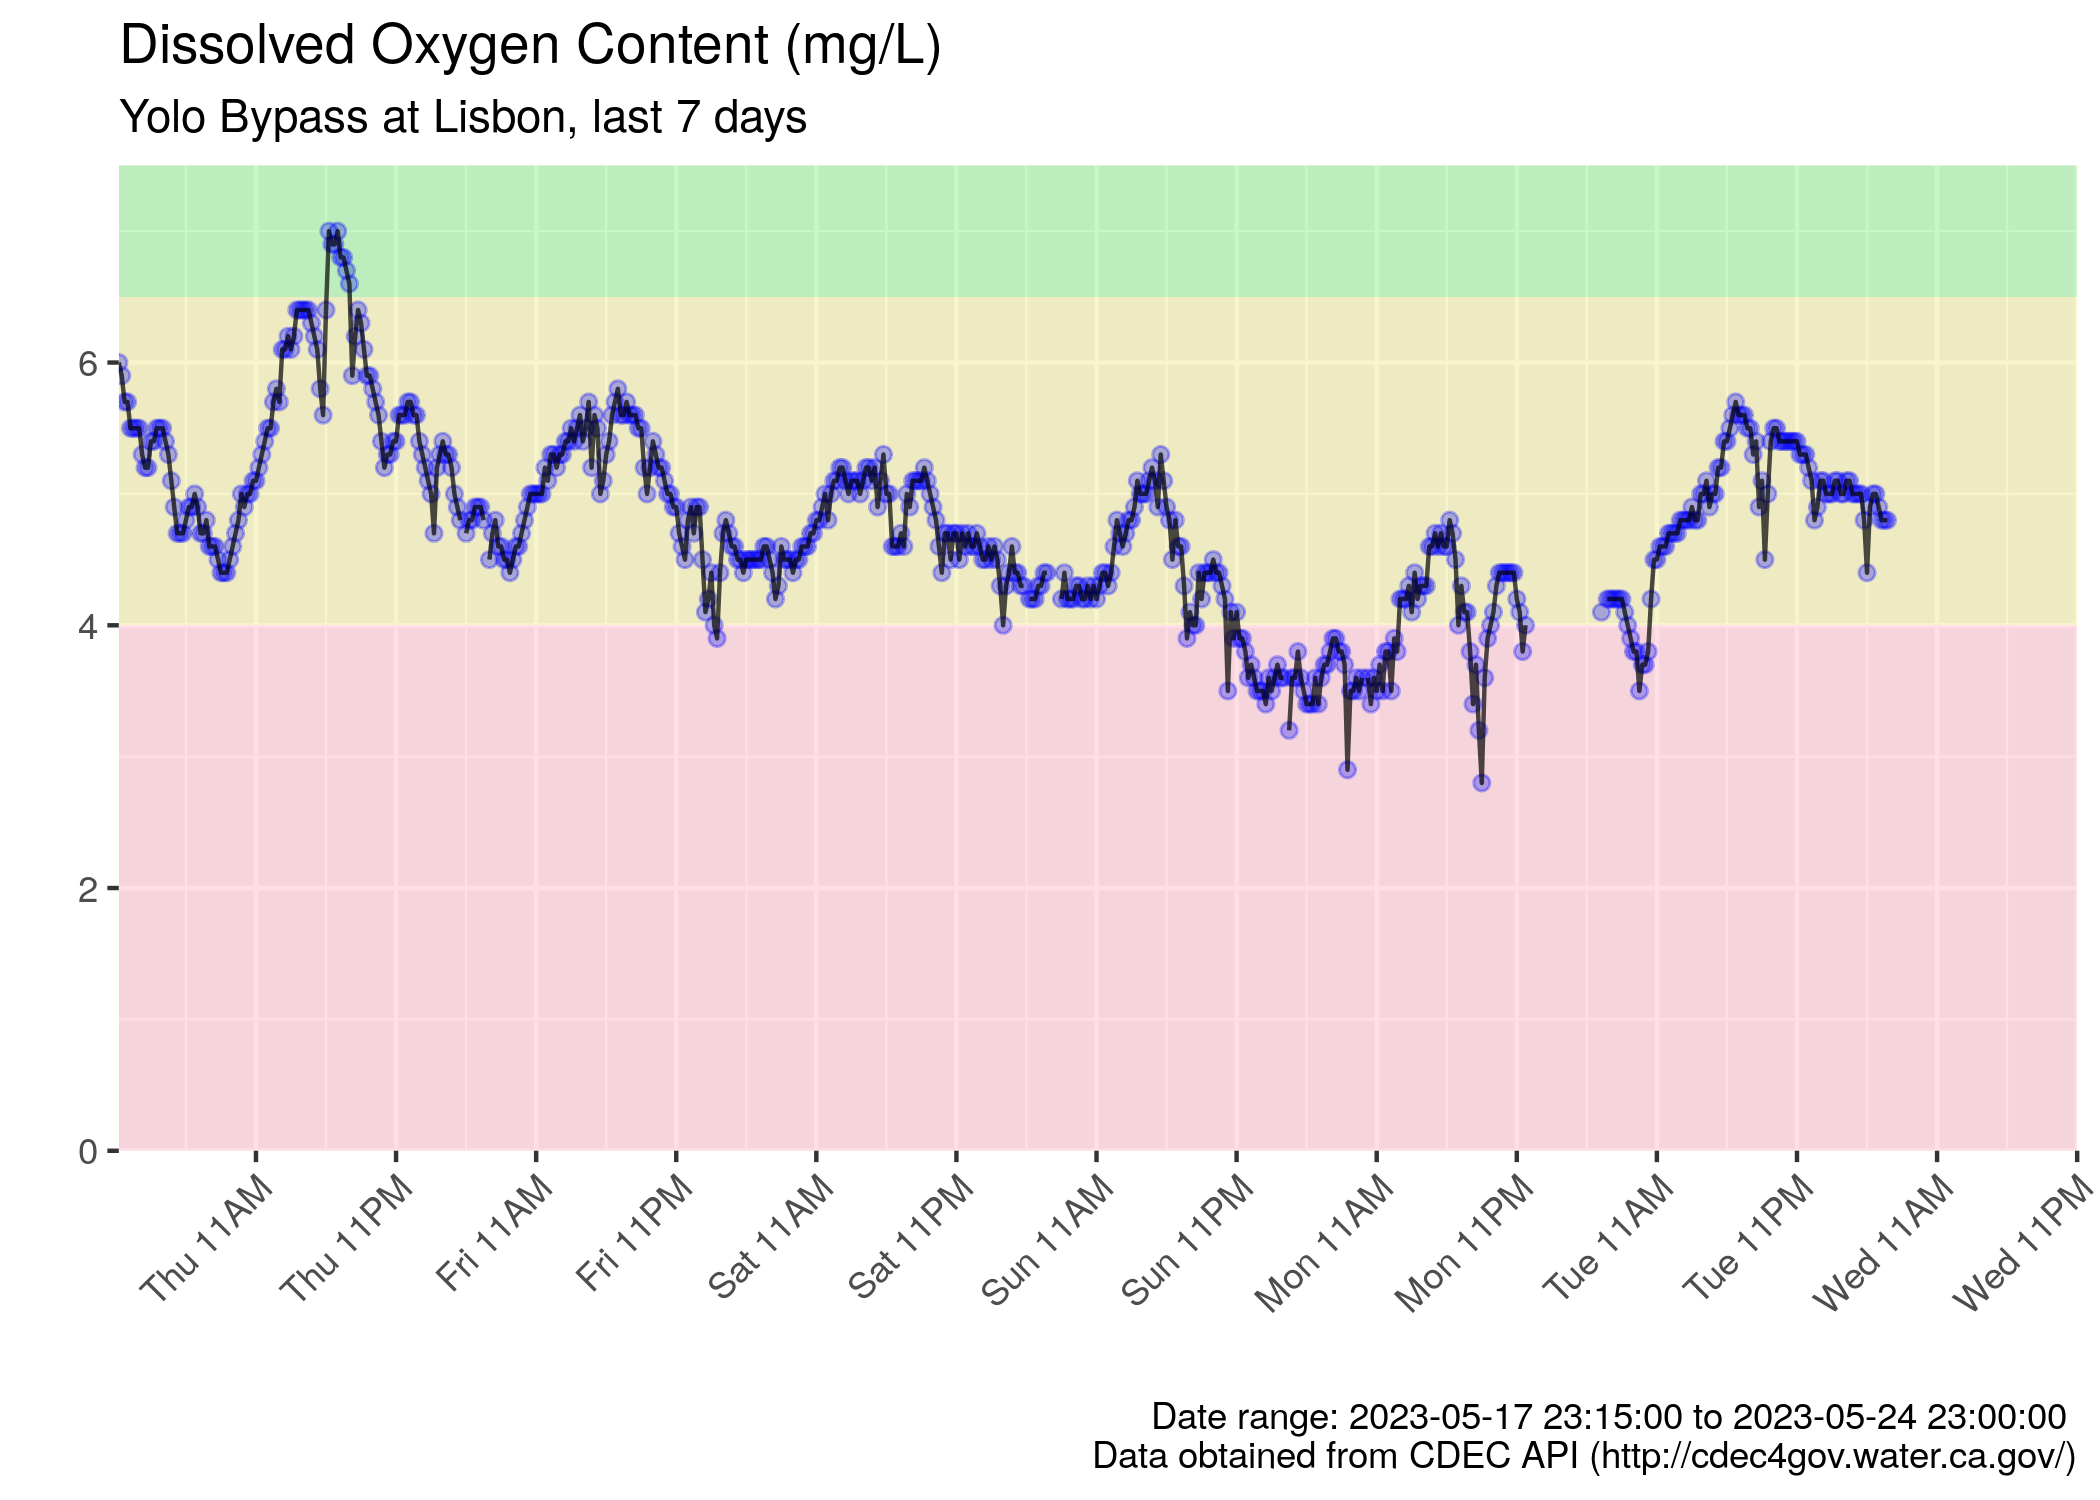 Dissolved Oxygen Content (mg/L)
Yolo Bypass at Lisbon, last 7 days
6
4
2
0
Thu 11AM
Thu 11PM
Fri 11AM
Fri 11PM
Sat 11AM
Sat 11PM
Sun 11AM
Sun 11PM
Mon 11AM
Mon 11PM
Tue 11AM
Tue 11PM
Wed 11AM
Wed 11PM
Date range: 2023-05-17 23:15:00 to 2023-05-24 23:00:00
Data obtained from CDEC API (http://cdec4gov.water.ca.gov/)